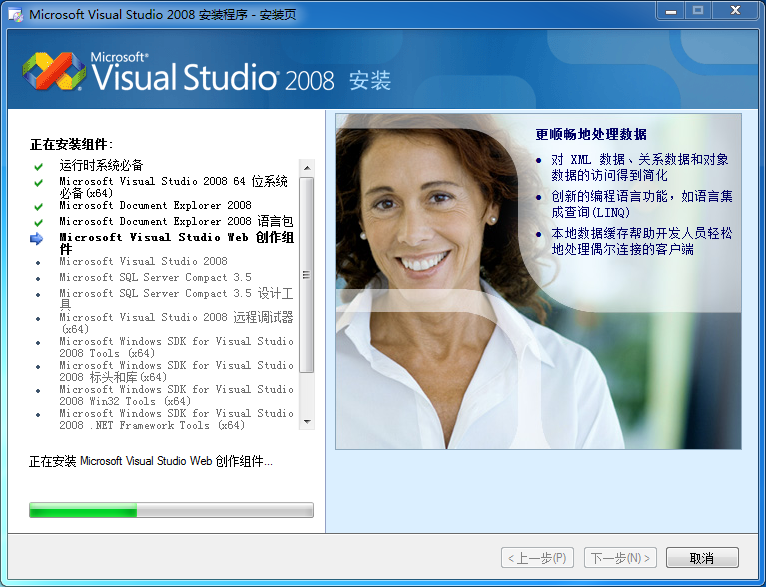 Microsoft Visual Studio 2008 安装程序 - 安装页
Microsoft®
Visual Studio® 2008 安装
正在安装组件:
运行时系统必备
Microsoft Visual Studio 2008 64 位系统
必备(x64)
Microsoft Document Explorer 2008
Microsoft Document Explorer 2008 语言包
Microsoft Visual Studio Web 创作组
件
Microsoft Visual Studio 2008
Microsoft SQL Server Compact 3.5
Microsoft SQL Server Compact 3.5 设计工
具
Microsoft Visual Studio 2008 远程调试器
(x64)
Microsoft Windows SDK for Visual Studio
2008 Tools (x64)
Microsoft Windows SDK for Visual Studio
2008 标头和库(x64)
Microsoft Windows SDK for Visual Studio
2008 Win32 Tools (x64)
Microsoft Windows SDK for Visual Studio
2008 .NET Framework Tools (x64)
正在安装 Microsoft Visual Studio Web 创作组件...
更顺畅地处理数据
• 对 XML 数据、关系数据和对象
数据的访问得到简化
• 创新的编程语言功能，如语言集
成查询(LINQ)
• 本地数据缓存帮助开发人员轻松
地处理偶尔连接的客户端
< 上一步(P)
下一步(N) >
取消